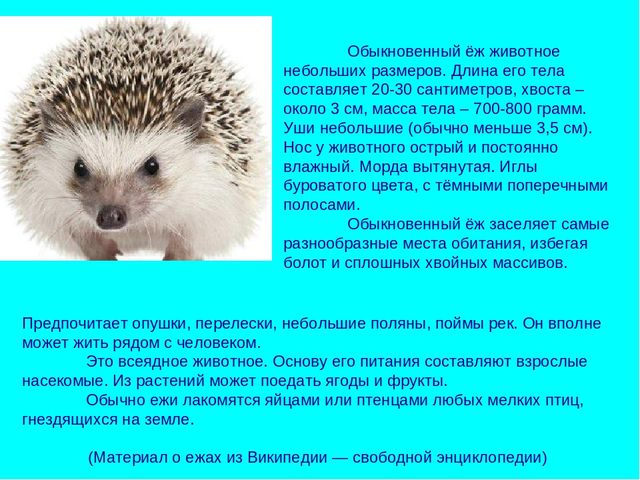 Обыкновенный ёж животное
небольших размеров. Длина его тела
составляет 20-30 сантиметров, хвоста –
около 3 см, масса тела – 700-800 грамм.
Уши небольшие (обычно меньше 3,5 см).
Нос у животного острый и постоянно
влажный. Морда вытянутая. Иглы
буроватого цвета, с тёмными поперечными
полосами.
Обыкновенный ёж заселяет самые
разнообразные места обитания, избегая
болот и сплошных хвойных массивов.
Предпочитает опушки, перелески, небольшие поляны, поймы рек. Он вполне
может жить рядом с человеком.
Это всеядное животное. Основу его питания составляют взрослые
насекомые. Из растений может поедать ягоды и фрукты.
Обычно ежи лакомятся яйцами или птенцами любых мелких птиц,
гнездящихся на земле.
(Материал о ежах из Википедии — свободной энциклопедии)